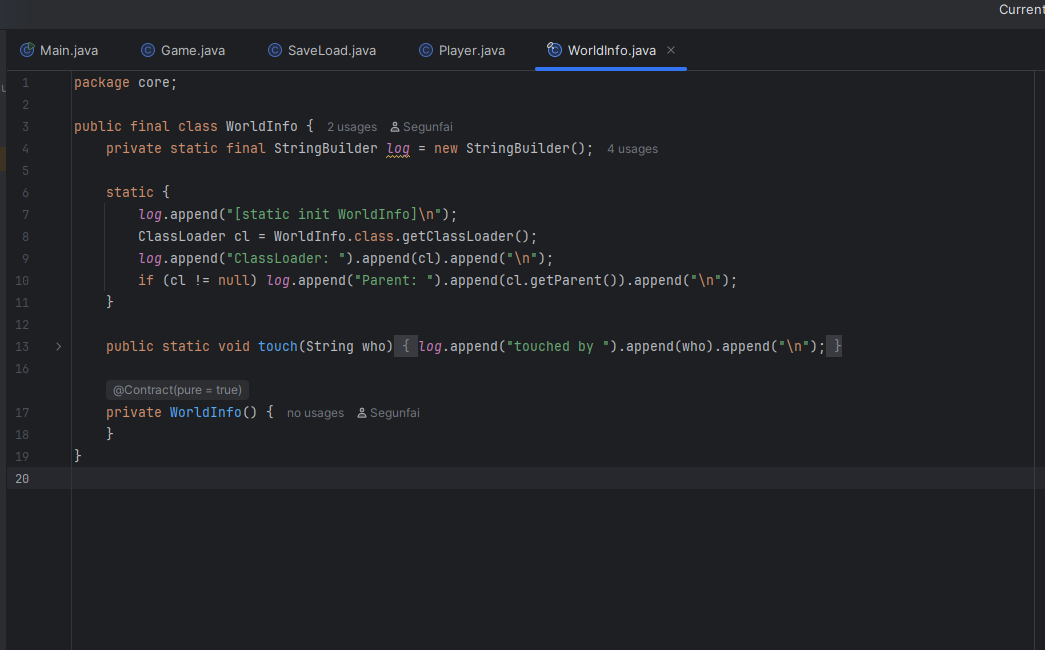 Current
Main.java Game.java SaveLoad.java Player.java WorldInfo.java ×
1 package core;
2
3 public final class WorldInfo { 2 usages Segunfai
4 private static final StringBuilder log = new StringBuilder(); 4 usages
5
6 static {
7 log.append("[static init WorldInfo]\n");
8 ClassLoader cl = WorldInfo.class.getClassLoader();
9 log.append("ClassLoader: ").append(cl).append("\n");
10 if (cl != null) log.append("Parent: ").append(cl.getParent()).append("\n");
11 }
12
13 public static void touch(String who) { log.append("touched by ").append(who).append("\n"); }
16
@Contract(pure = true)
17 private WorldInfo() { no usages Segunfai
18 }
19 }
20